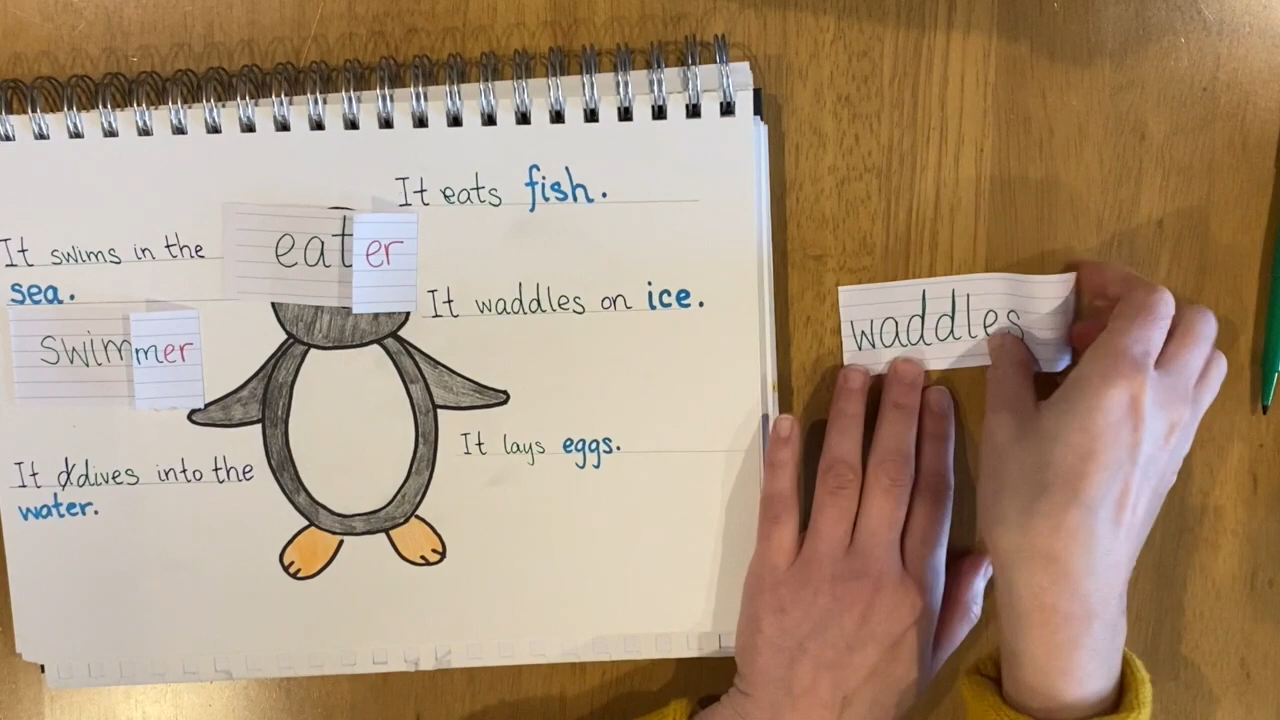 It eats fish.
eater
It swims in the
sea.
It waddles on ice.
waddles
swimmer
It lays eggs.
It dives into the
water.